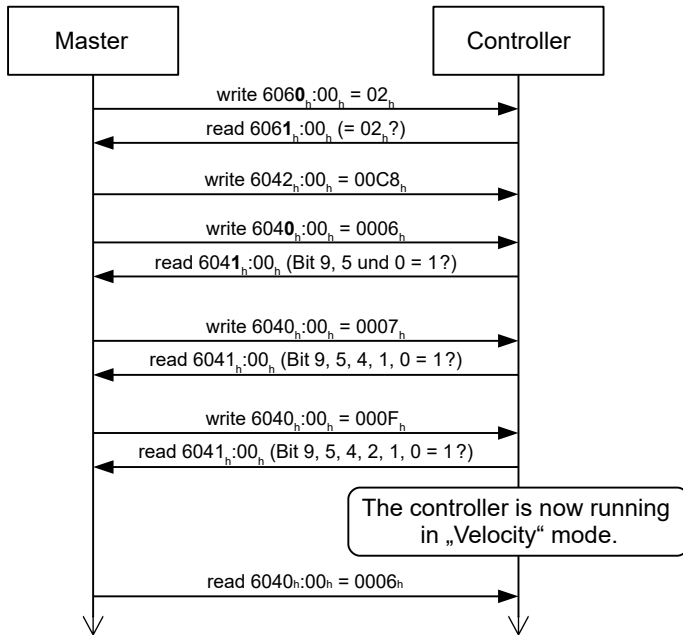 Master
Controller
write 6060ₕ:00ₕ = 02ₕ
read 6061ₕ:00ₕ (= 02ₕ?)
write 6042ₕ:00ₕ = 00C8ₕ
write 6040ₕ:00ₕ = 0006ₕ
read 6041ₕ:00ₕ (Bit 9, 5 und 0 = 1?)
write 6040ₕ:00ₕ = 0007ₕ
read 6041ₕ:00ₕ (Bit 9, 5, 4, 1, 0 = 1?)
write 6040ₕ:00ₕ = 000Fₕ
read 6041ₕ:00ₕ (Bit 9, 5, 4, 2, 1, 0 = 1?)
The controller is now running
in „Velocity“ mode.
read 6040ₕ:00ₕ = 0006ₕ